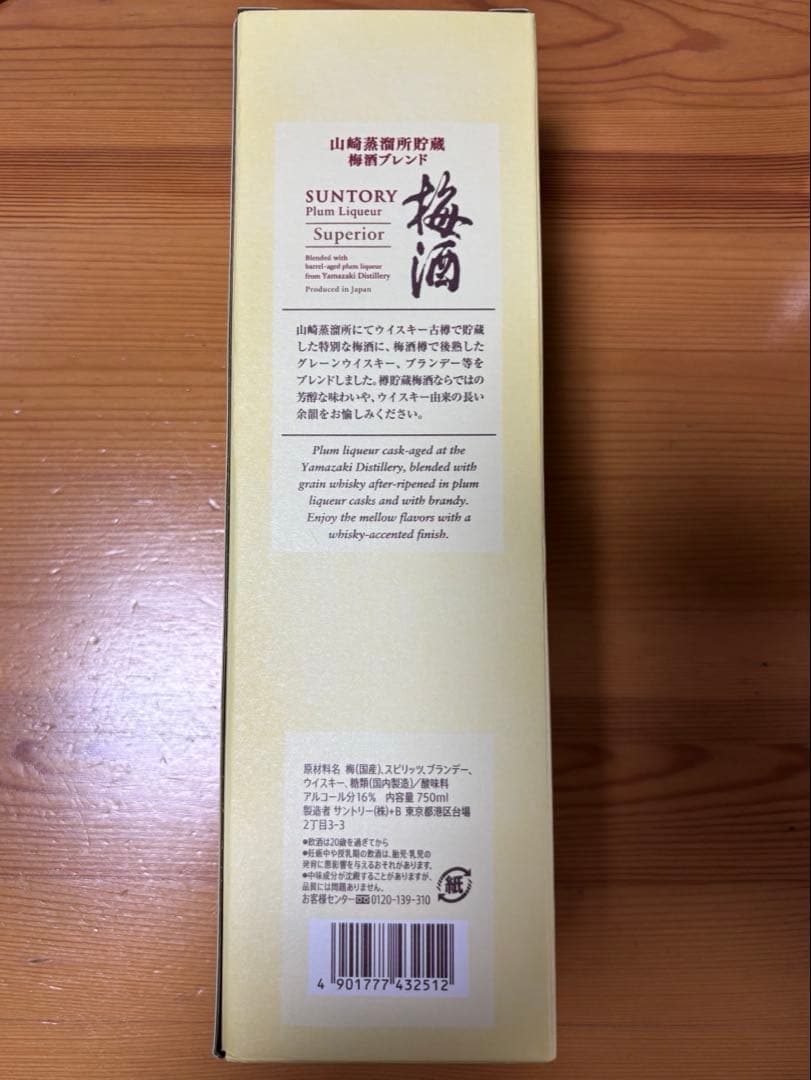 山崎蒸溜所貯蔵
梅酒ブレンド
SUNTORY
Plum Liqueur
Superior
Blended with
barrel-aged plum liqueur
from Yamazaki Distillery
Produced in Japan
梅酒
山崎蒸溜所にてウイスキー古樽で貯蔵
した特別な梅酒に、梅酒樽で後熟した
グレーンウイスキー、ブランデー等を
ブレンドしました。樽貯蔵梅酒ならではの
芳醇な味わいや、ウイスキー由来の長い
余韻をお愉しみください。
Plum liqueur cask-aged at the
Yamazaki Distillery, blended with
grain whisky after-ripened in plum
liqueur casks and with brandy.
Enjoy the mellow flavors with a
whisky-accented finish.
原材料名 梅(国産)、スピリッツ、ブランデー、
ウイスキー、糖類(国内製造)/酸味料
アルコール分16% 内容量 750ml
製造者 サントリー(株)+B 東京都港区台場
2丁目3-3
●飲酒は20歳を過ぎてから
●妊娠中や授乳期の飲酒は、胎児・乳児の
発育に悪影響を与えるおそれがあります。
●中味成分が沈殿することがありますが、
品質には問題ありません。
お客様センター 0120-139-310
紙
4 901777 432512